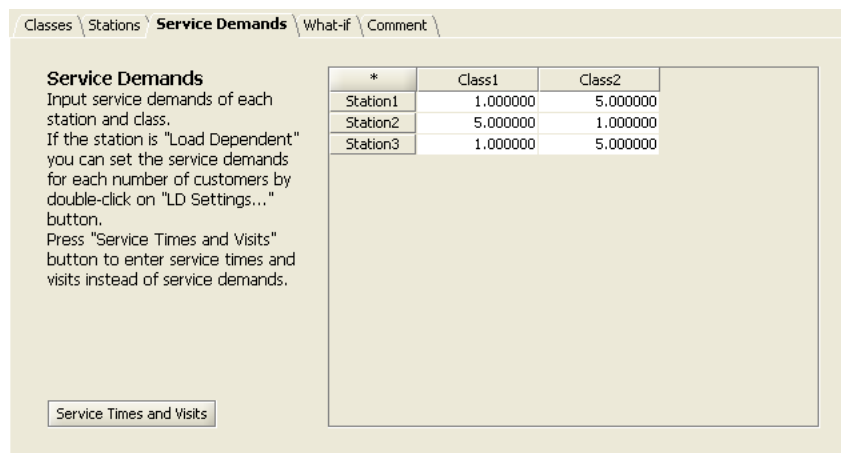 Classes \ Stations \ Service Demands \ What-if \ Comment \
Service Demands
Input service demands of each
station and class.
If the station is "Load Dependent"
you can set the service demands
for each number of customers by
double-click on "LD Settings..."
button.
Press "Service Times and Visits"
button to enter service times and
visits instead of service demands.
* Class1 Class2
Station1 1.000000 5.000000
Station2 5.000000 1.000000
Station3 1.000000 5.000000
Service Times and Visits